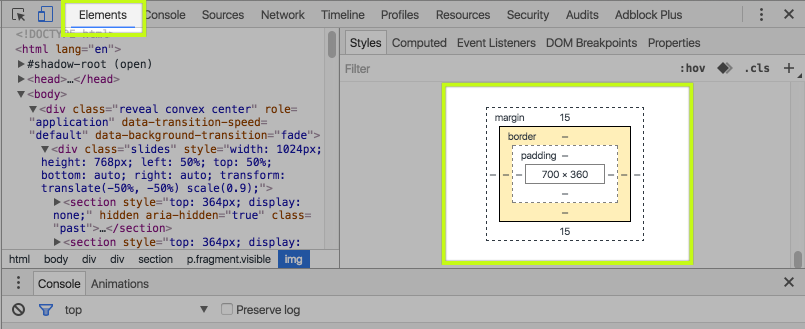 Elements Console Sources Network Timeline Profiles Resources Security Audits Adblock Plus
<!DOCTYPE html>
<html lang="en">
▶#shadow-root (open)
▶<head>…</head>
▼<body>
▼<div class="reveal convex center" role=
"application" data-transition-speed=
"default" data-background-transition="fade">
▼<div class="slides" style="width: 1024px;
height: 768px; left: 50%; top: 50%;
bottom: auto; right: auto; transform:
translate(-50%, -50%) scale(0.9);">
▶<section style="top: 364px; display:
none;" hidden aria-hidden="true" class=
"past">…</section>
▶<section style="top: 364px; display:
html body div div section p.fragment.visible img
Styles Computed Event Listeners DOM Breakpoints Properties
Filter :hov .cls +
margin 15
border –
padding –
– – – 700 × 360 – – –
–
–
15
Console Animations
top ▼ Preserve log